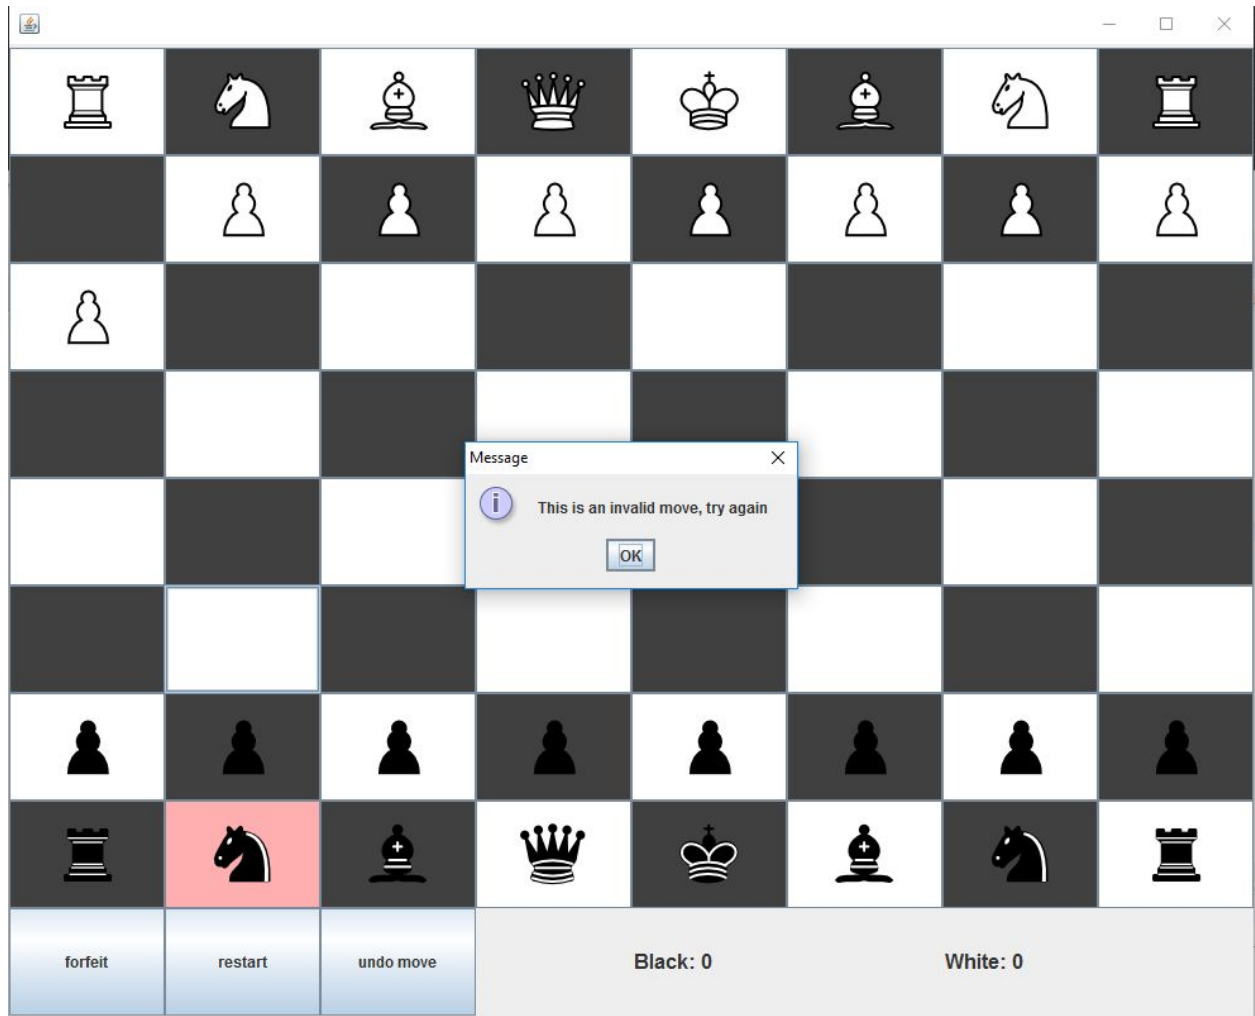 Message
This is an invalid move, try again
OK
forfeit
restart
undo move
Black: 0
White: 0